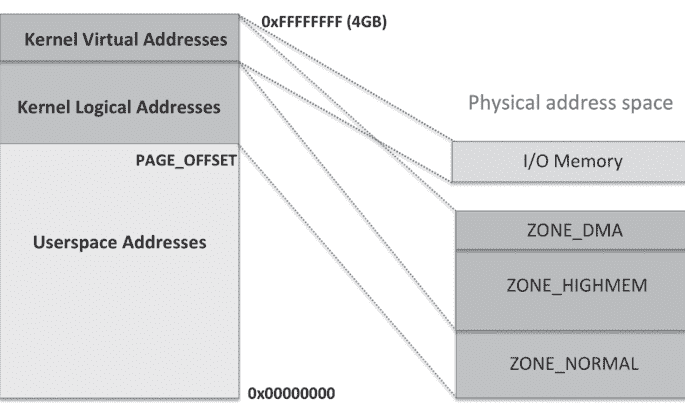 0xFFFFFFFF (4GB)
Kernel Virtual Addresses
Kernel Logical Addresses
PAGE_OFFSET
Userspace Addresses
0x00000000
Physical address space
I/O Memory
ZONE_DMA
ZONE_HIGHMEM
ZONE_NORMAL